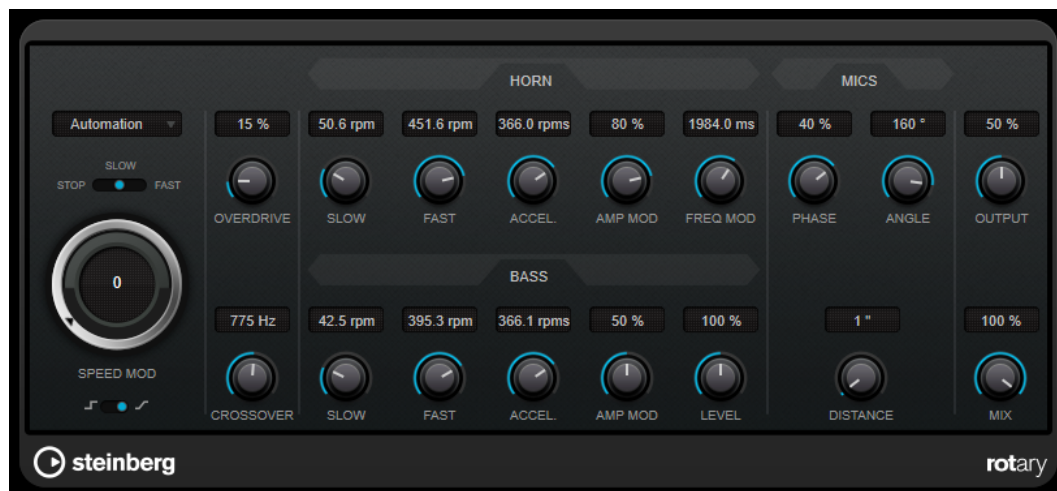 HORN
MICS
Automation
15 %
50.6 rpm
451.6 rpm
366.0 rpms
80 %
1984.0 ms
40 %
160 °
50 %
SLOW
STOP
FAST
OVERDRIVE
SLOW
FAST
ACCEL.
AMP MOD
FREQ MOD
PHASE
ANGLE
OUTPUT
BASS
0
775 Hz
42.5 rpm
395.3 rpm
366.1 rpms
50 %
100 %
1 "
100 %
SPEED MOD
CROSSOVER
SLOW
FAST
ACCEL.
AMP MOD
LEVEL
DISTANCE
MIX
steinberg
rotary